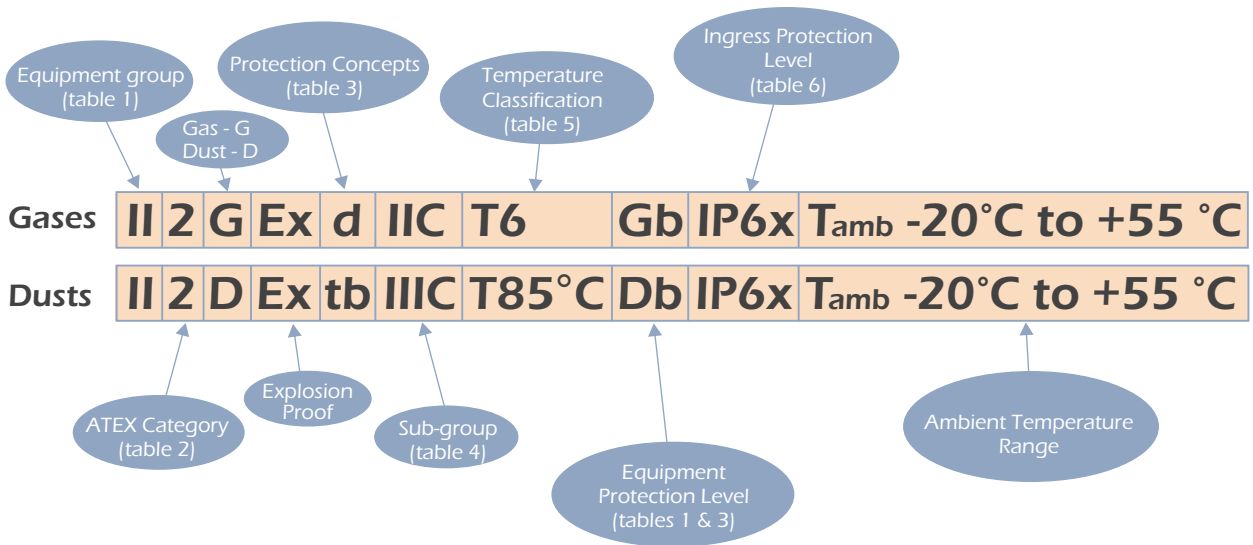 Ingress Protection
Level
(table 6)
Protection Concepts
(table 3)
Equipment group
(table 1)
Temperature
Classification
(table 5)
Gas - G
Dust - D
Gases II 2 G Ex d IIC T6 Gb IP6x Tamb -20°C to +55 °C
Dusts II 2 D Ex tb IIIC T85°C Db IP6x Tamb -20°C to +55 °C
Explosion
Proof
ATEX Category
(table 2)
Sub-group
(table 4)
Ambient Temperature
Range
Equipment
Protection Level
(tables 1 & 3)